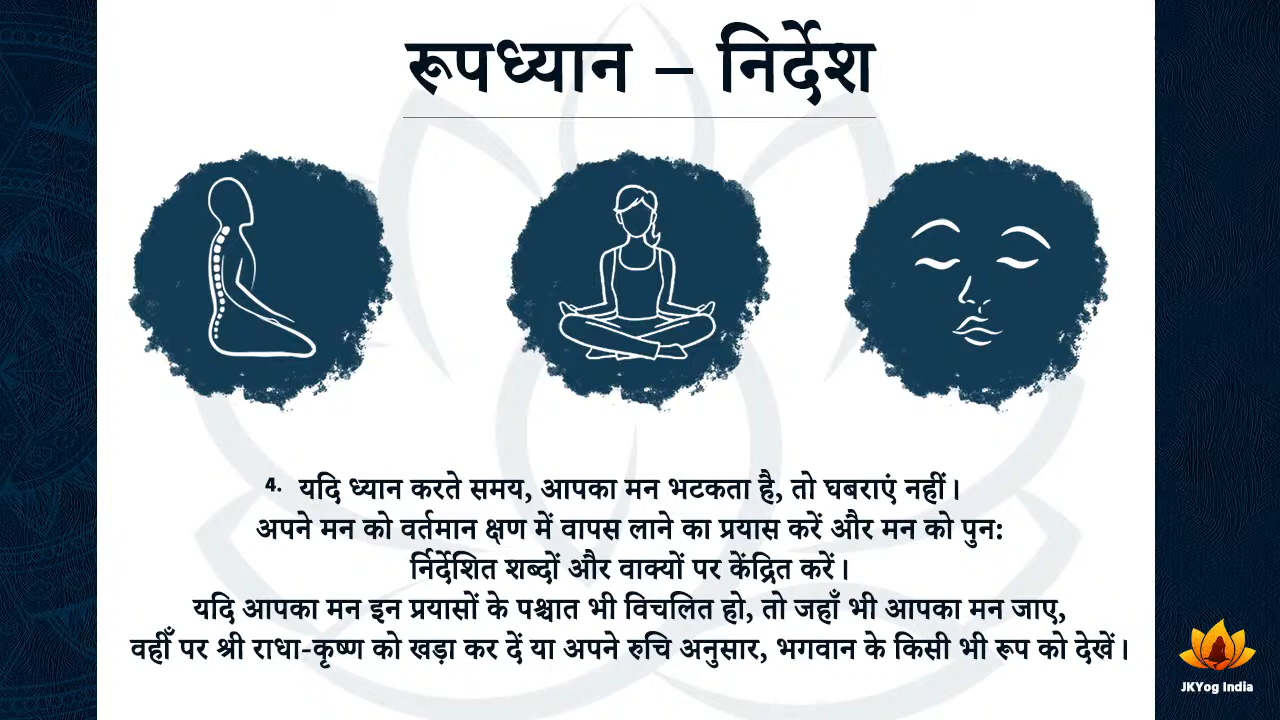 रूपध्यान – निर्देश
4. यदि ध्यान करते समय, आपका मन भटकता है, तो घबराएं नहीं।
अपने मन को वर्तमान क्षण में वापस लाने का प्रयास करें और मन को पुन:
र्निर्देशित शब्दों और वाक्यों पर केंद्रित करें।
यदि आपका मन इन प्रयासों के पश्चात भी विचलित हो, तो जहाँ भी आपका मन जाए,
वहीँ पर श्री राधा-कृष्ण को खड़ा कर दें या अपने रुचि अनुसार, भगवान के किसी भी रूप को देखें।
JKYog India